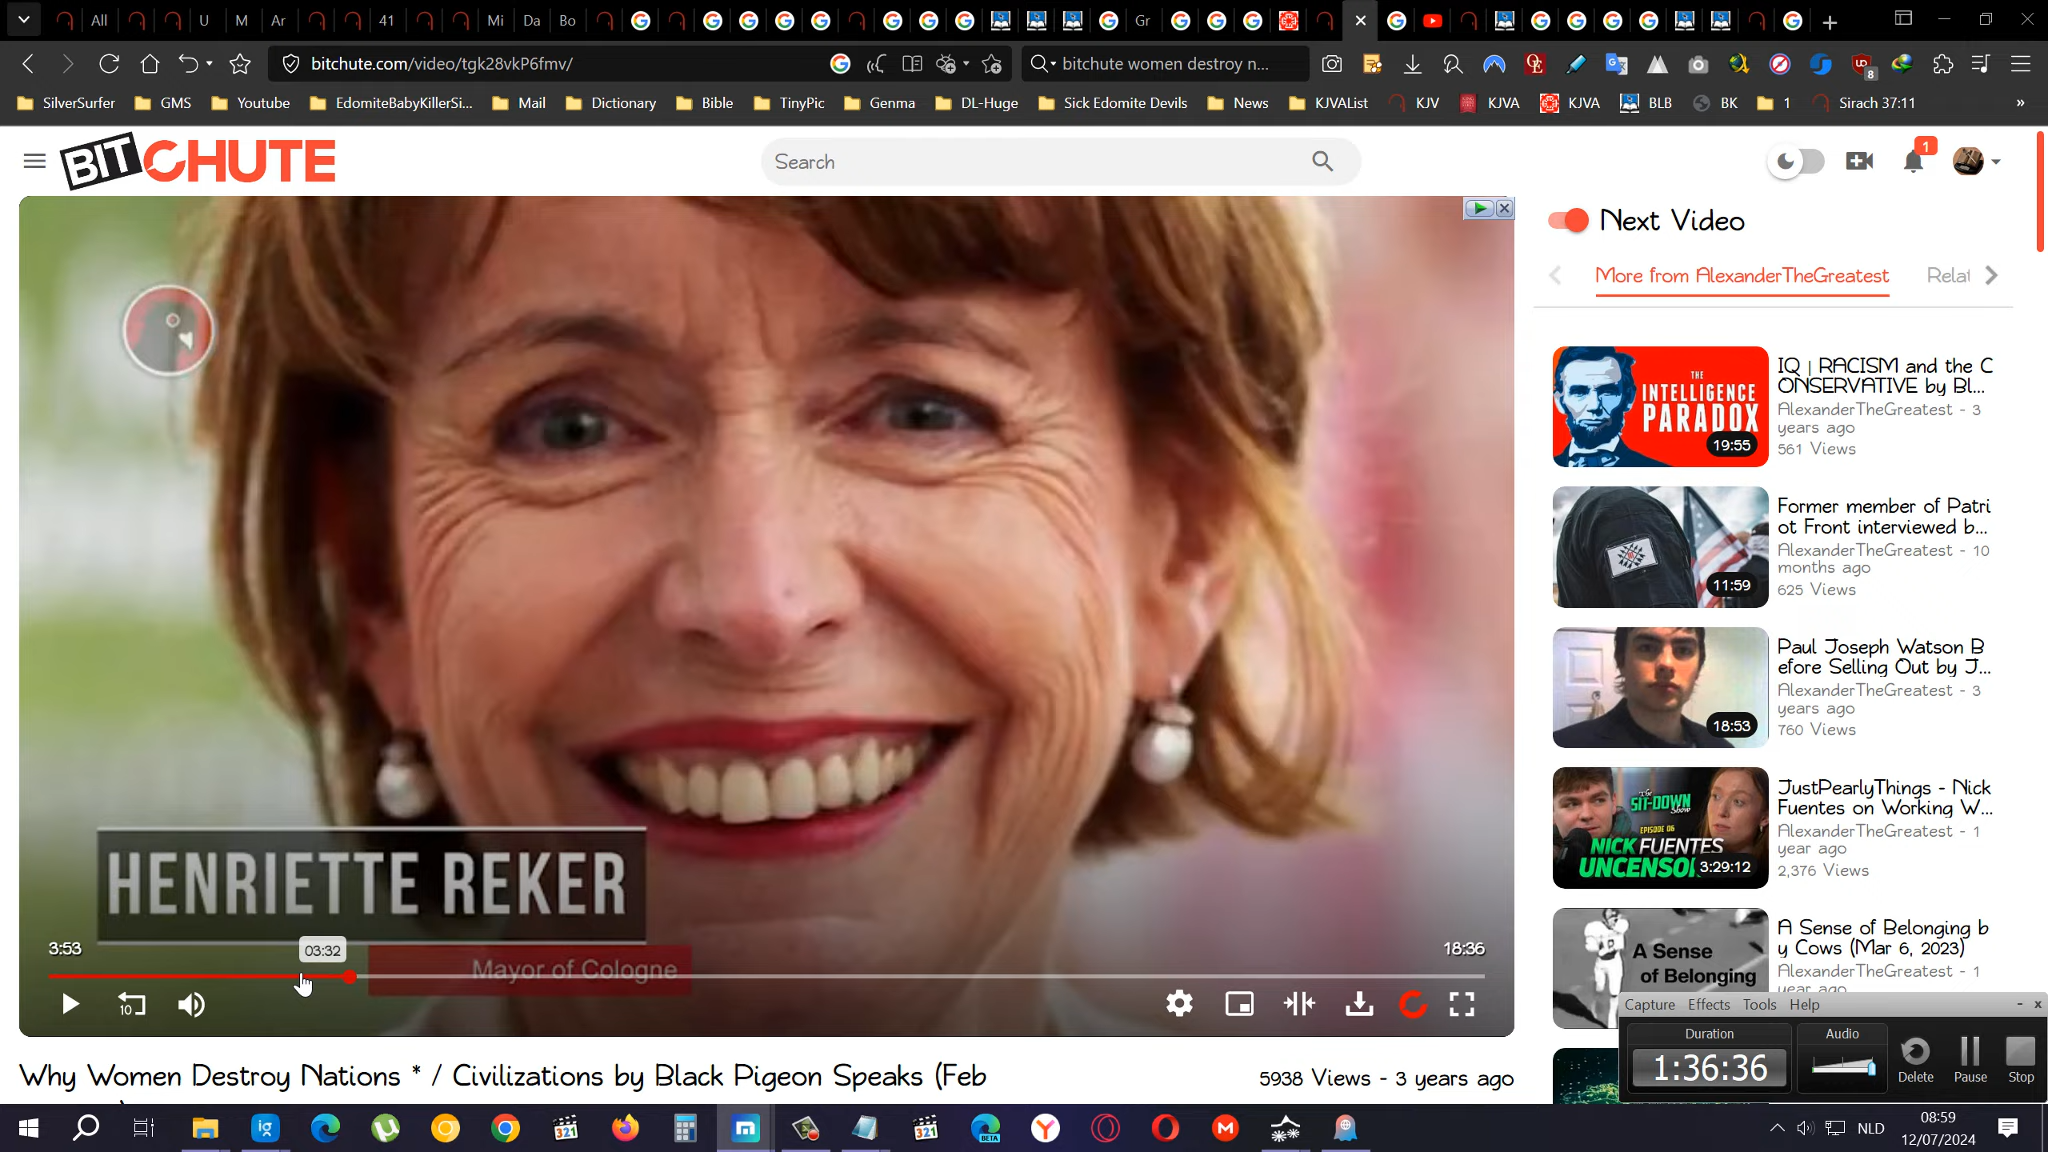 All
U
M
Ar
41
Mi
Da
Bo
Gr
bitchute.com/video/tgk28vkP6fmv/
bitchute women destroy n...
8
SilverSurfer
GMS
Youtube
EdomiteBabyKillerSi...
Mail
Dictionary
Bible
TinyPic
Genma
DL-Huge
Sick Edomite Devils
News
KJVAList
KJV
KJVA
KJVA
BLB
BK
1
Sirach 37:11
»
BITCHUTE
Search
1
Next Video
More from AlexanderTheGreatest
Relat
THE
INTELLIGENCE
PARADOX
19:55
IQ | RACISM and the C
ONSERVATIVE by Bl...
AlexanderTheGreatest - 3
years ago
561 Views
11:59
Former member of Patri
ot Front interviewed b...
AlexanderTheGreatest - 10
months ago
625 Views
18:53
Paul Joseph Watson B
efore Selling Out by J...
AlexanderTheGreatest - 3
years ago
760 Views
The
SIT-DOWN
Show
EPISODE 06
NICK FUENTES
UNCENSO
3:29:12
JustPearlyThings - Nick
Fuentes on Working W...
AlexanderTheGreatest - 1
year ago
2,376 Views
A Sense
of Belonging
A Sense of Belonging b
y Cows (Mar 6, 2023)
AlexanderTheGreatest - 1
year ago
HENRIETTE REKER
Mayor of Cologne
3:53
03:32
18:36
10
Why Women Destroy Nations * / Civilizations by Black Pigeon Speaks (Feb
5938 Views - 3 years ago
Capture Effects Tools Help
Duration
1:36:36
Audio
Delete
Pause
Stop
321
321
BETA
NLD
08:59
12/07/2024